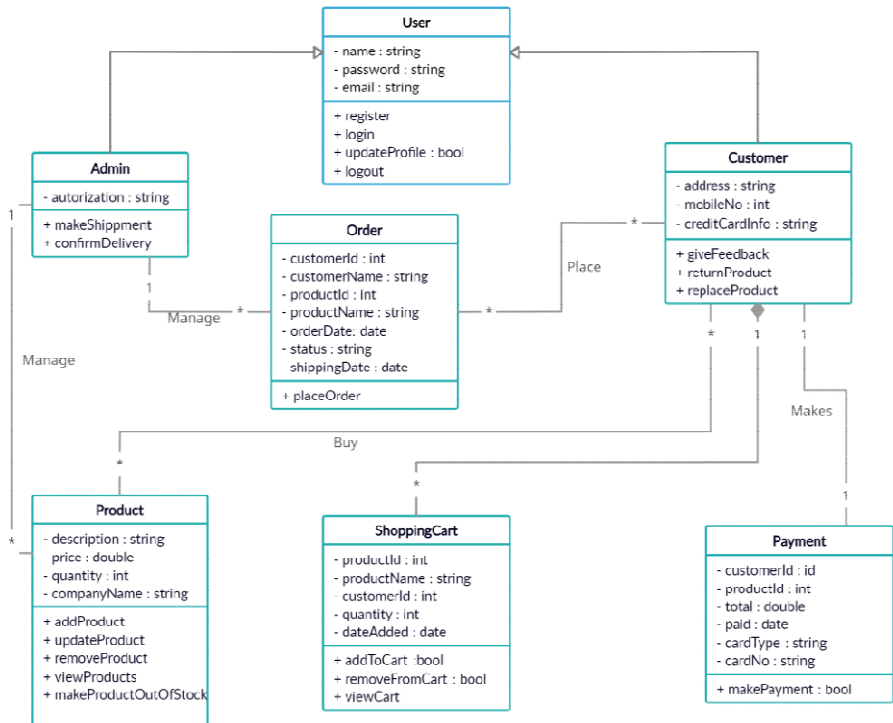 User
- name : string
- password : string
- email : string
+ register
+ login
+ updateProfile : bool
+ logout
Admin
- autorization : string
+ makeShippment
+ confirmDelivery
Customer
- address : string
- mobileNo : int
- creditCardInfo : string
+ giveFeedback
+ returnProduct
+ replaceProduct
Order
- customerId : int
- customerName : string
- productId : int
- productName : string
- orderDate: date
- status : string
shippingDate : date
+ placeOrder
1
1
*
Manage
*
*
Place
Manage
*
*
1
1
Makes
Buy
*
*
*
1
Product
- description : string
price : double
- quantity : int
- companyName : string
+ addProduct
+ updateProduct
+ removeProduct
+ viewProducts
+ makeProductOutOfStock
ShoppingCart
- productId : int
- productName : string
- customerId : int
- quantity : int
- dateAdded : date
+ addToCart :bool
+ removeFromCart : bool
+ viewCart
Payment
- customerId : id
- productId : int
- total : double
- paid : date
- cardType : string
- cardNo : string
+ makePayment : bool